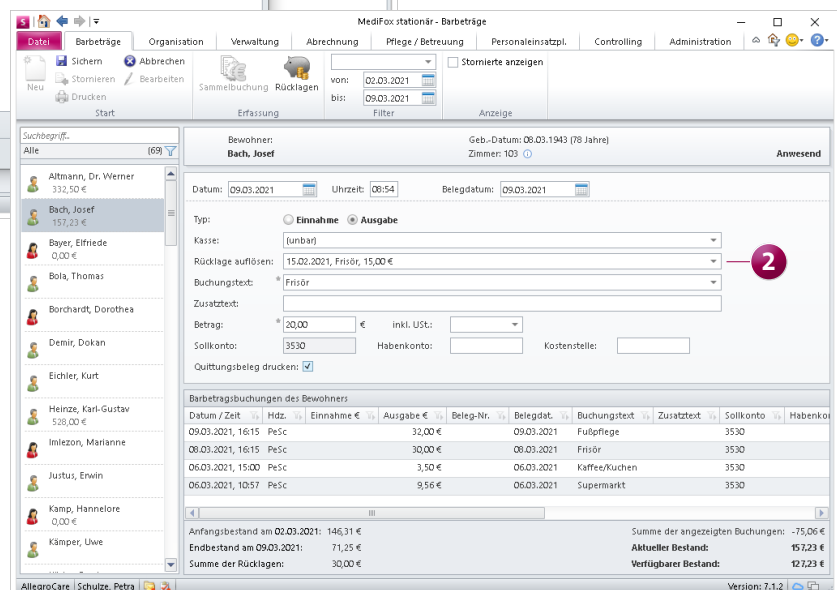 MediFox stationär - Barbeträge
Datei Barbeträge Organisation Verwaltung Abrechnung Pflege / Betreuung Personaleinsatzpl. Controlling Administration
Neu
Sichern
Abbrechen
Stornieren
Bearbeiten
Drucken
Start
Sammelbuchung Rücklagen
Erfassung
von: 02.03.2021
bis: 09.03.2021
Filter
Stornierte anzeigen
Anzeige
Suchbegriff..
Alle (69)
Altmann, Dr. Werner
332,50 €
Bach, Josef
157,23 €
Bayer, Elfriede
0,00 €
Bola, Thomas
Borchardt, Dorothea
Demir, Dokan
Eichler, Kurt
Heinze, Karl-Gustav
528,00 €
Imlezon, Marianne
Justus, Erwin
Kamp, Hannelore
0,00 €
Kämper, Uwe
Bewohner: Geb.-Datum: 08.03.1943 (78 Jahre)
Bach, Josef Zimmer: 103 Anwesend
Datum: 09.03.2021 Uhrzeit: 08:54 Belegdatum: 09.03.2021
Typ: Einnahme Ausgabe
Kasse: (unbar)
Rücklage auflösen: 15.02.2021, Frisör, 15,00 € 2
Buchungstext: * Frisör
Zusatztext:
Betrag: * 20,00 € inkl. USt.:
Sollkonto: 3530 Habenkonto: Kostenstelle:
Quittungsbeleg drucken:
Barbetragsbuchungen des Bewohners
Datum / Zeit Hdz. Einnahme € Ausgabe € Beleg-Nr. Belegdat. Buchungstext Zusatztext Sollkonto Habenkor
09.03.2021, 16:15 PeSc 32,00 € 09.03.2021 Fußpflege 3530
08.03.2021, 16:15 PeSc 30,00 € 08.03.2021 Frisör 3530
06.03.2021, 15:00 PeSc 3,50 € 06.03.2021 Kaffee/Kuchen 3530
06.03.2021, 10:57 PeSc 9,56 € 06.03.2021 Supermarkt 3530
Anfangsbestand am 02.03.2021: 146,31 € Summe der angezeigten Buchungen: -75,06 €
Endbestand am 09.03.2021: 71,25 € Aktueller Bestand: 157,23 €
Summe der Rücklagen: 30,00 € Verfügbarer Bestand: 127,23 €
AllegroCare Schulze, Petra Version: 7.1.2